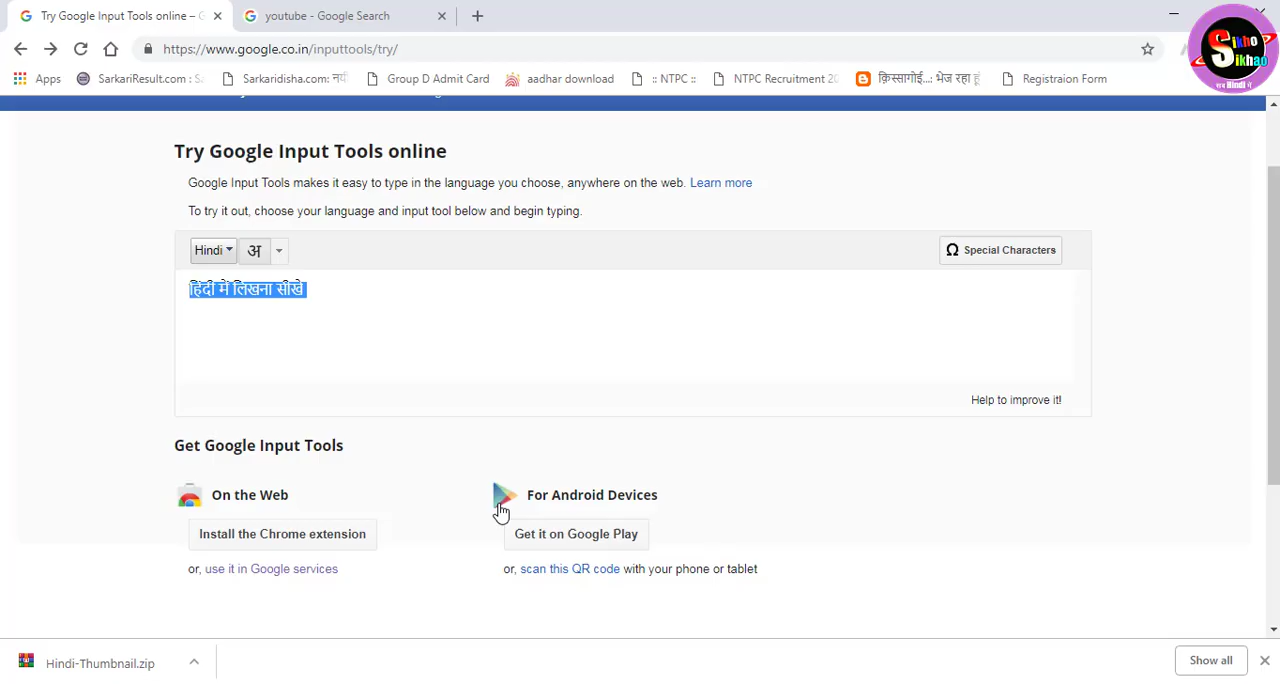 Try Google Input Tools online – G
youtube - Google Search
https://www.google.co.in/inputtools/try/
Apps
SarkariResult.com : S
Sarkaridisha.com: नयी
Group D Admit Card
aadhar download
:: NTPC ::
NTPC Recruitment 20
क़िस्सागोई...: भेज रहा हूं
Registraion Form
Sikho
Sikhao
सब हिंदी में
Try Google Input Tools online
Google Input Tools makes it easy to type in the language you choose, anywhere on the web. Learn more
To try it out, choose your language and input tool below and begin typing.
Hindi
अ
Ω Special Characters
हिंदी में लिखना सीखे
Help to improve it!
Get Google Input Tools
On the Web
For Android Devices
Install the Chrome extension
Get it on Google Play
or, use it in Google services
or, scan this QR code with your phone or tablet
Hindi-Thumbnail.zip
Show all